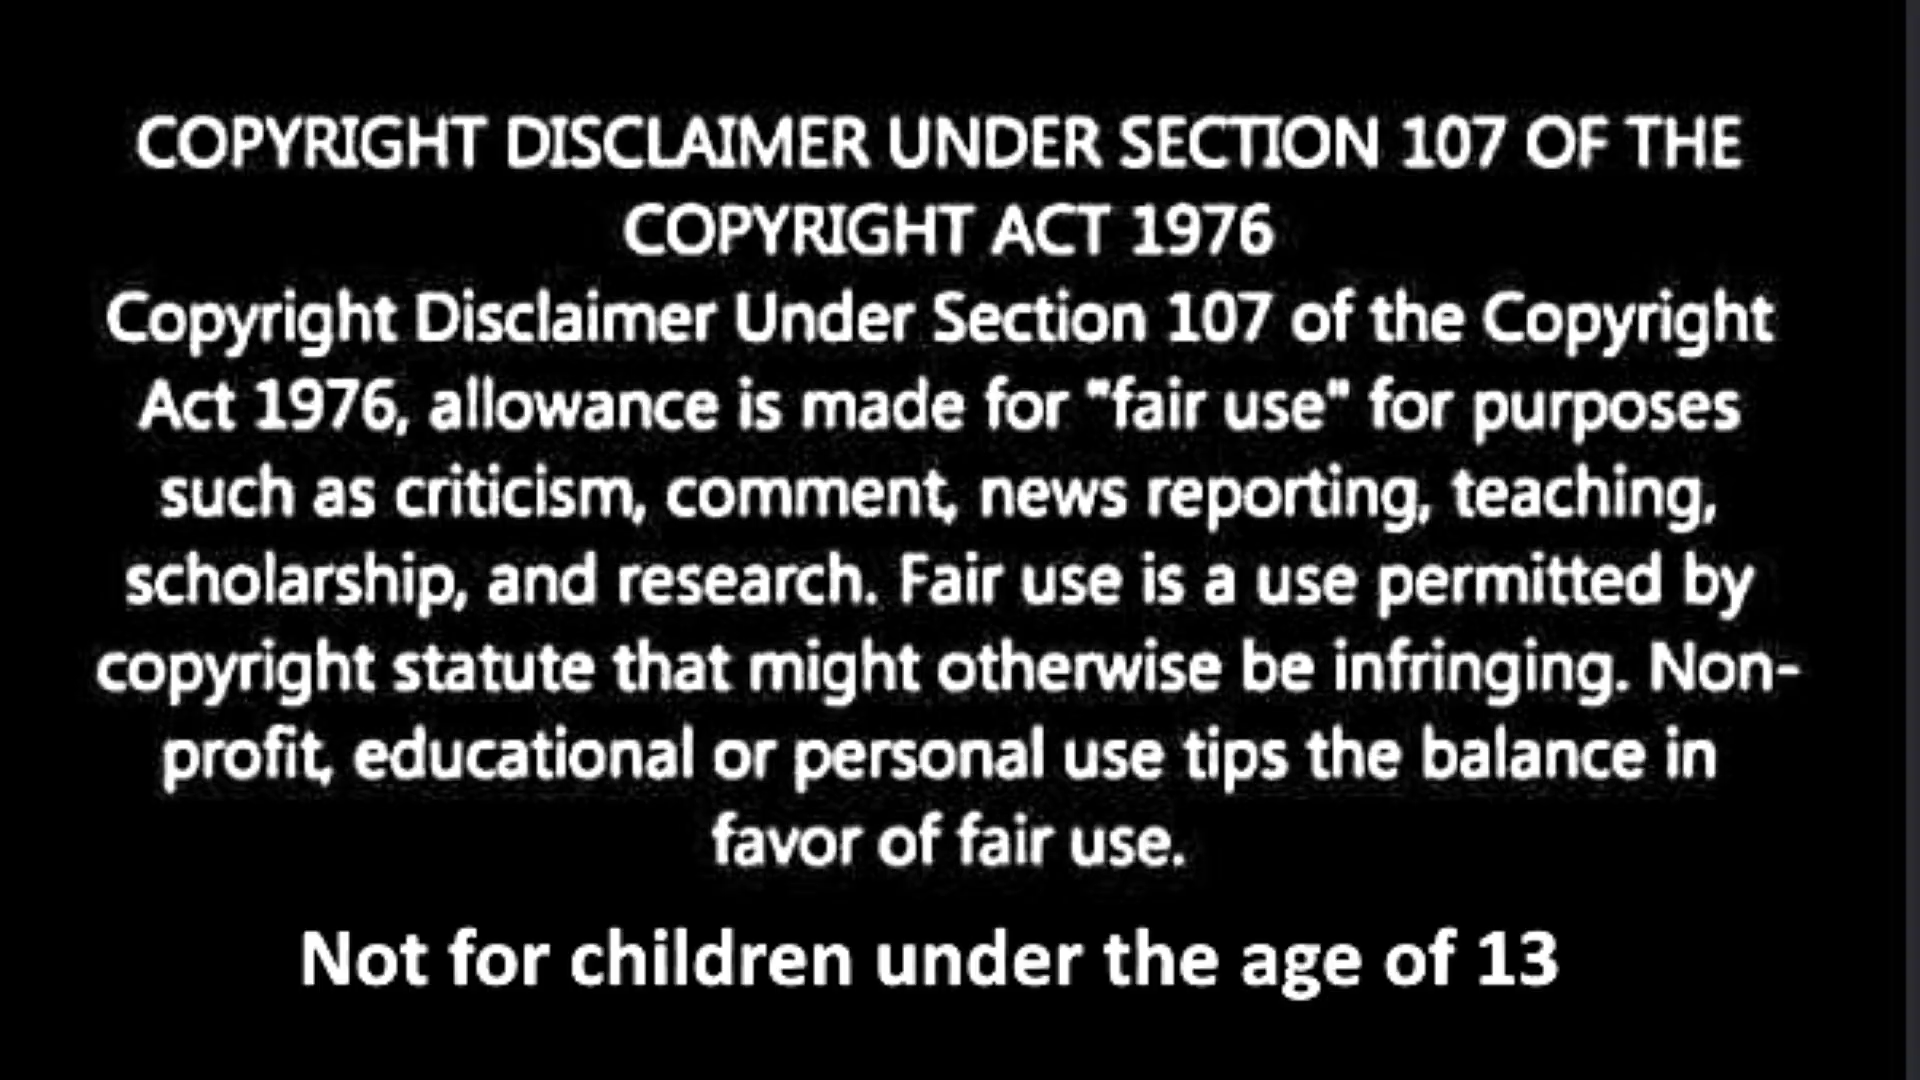 COPYRIGHT DISCLAIMER UNDER SECTION 107 OF THE
COPYRIGHT ACT 1976
Copyright Disclaimer Under Section 107 of the Copyright
Act 1976, allowance is made for "fair use" for purposes
such as criticism, comment, news reporting, teaching,
scholarship, and research. Fair use is a use permitted by
copyright statute that might otherwise be infringing. Non-
profit, educational or personal use tips the balance in
favor of fair use.
Not for children under the age of 13